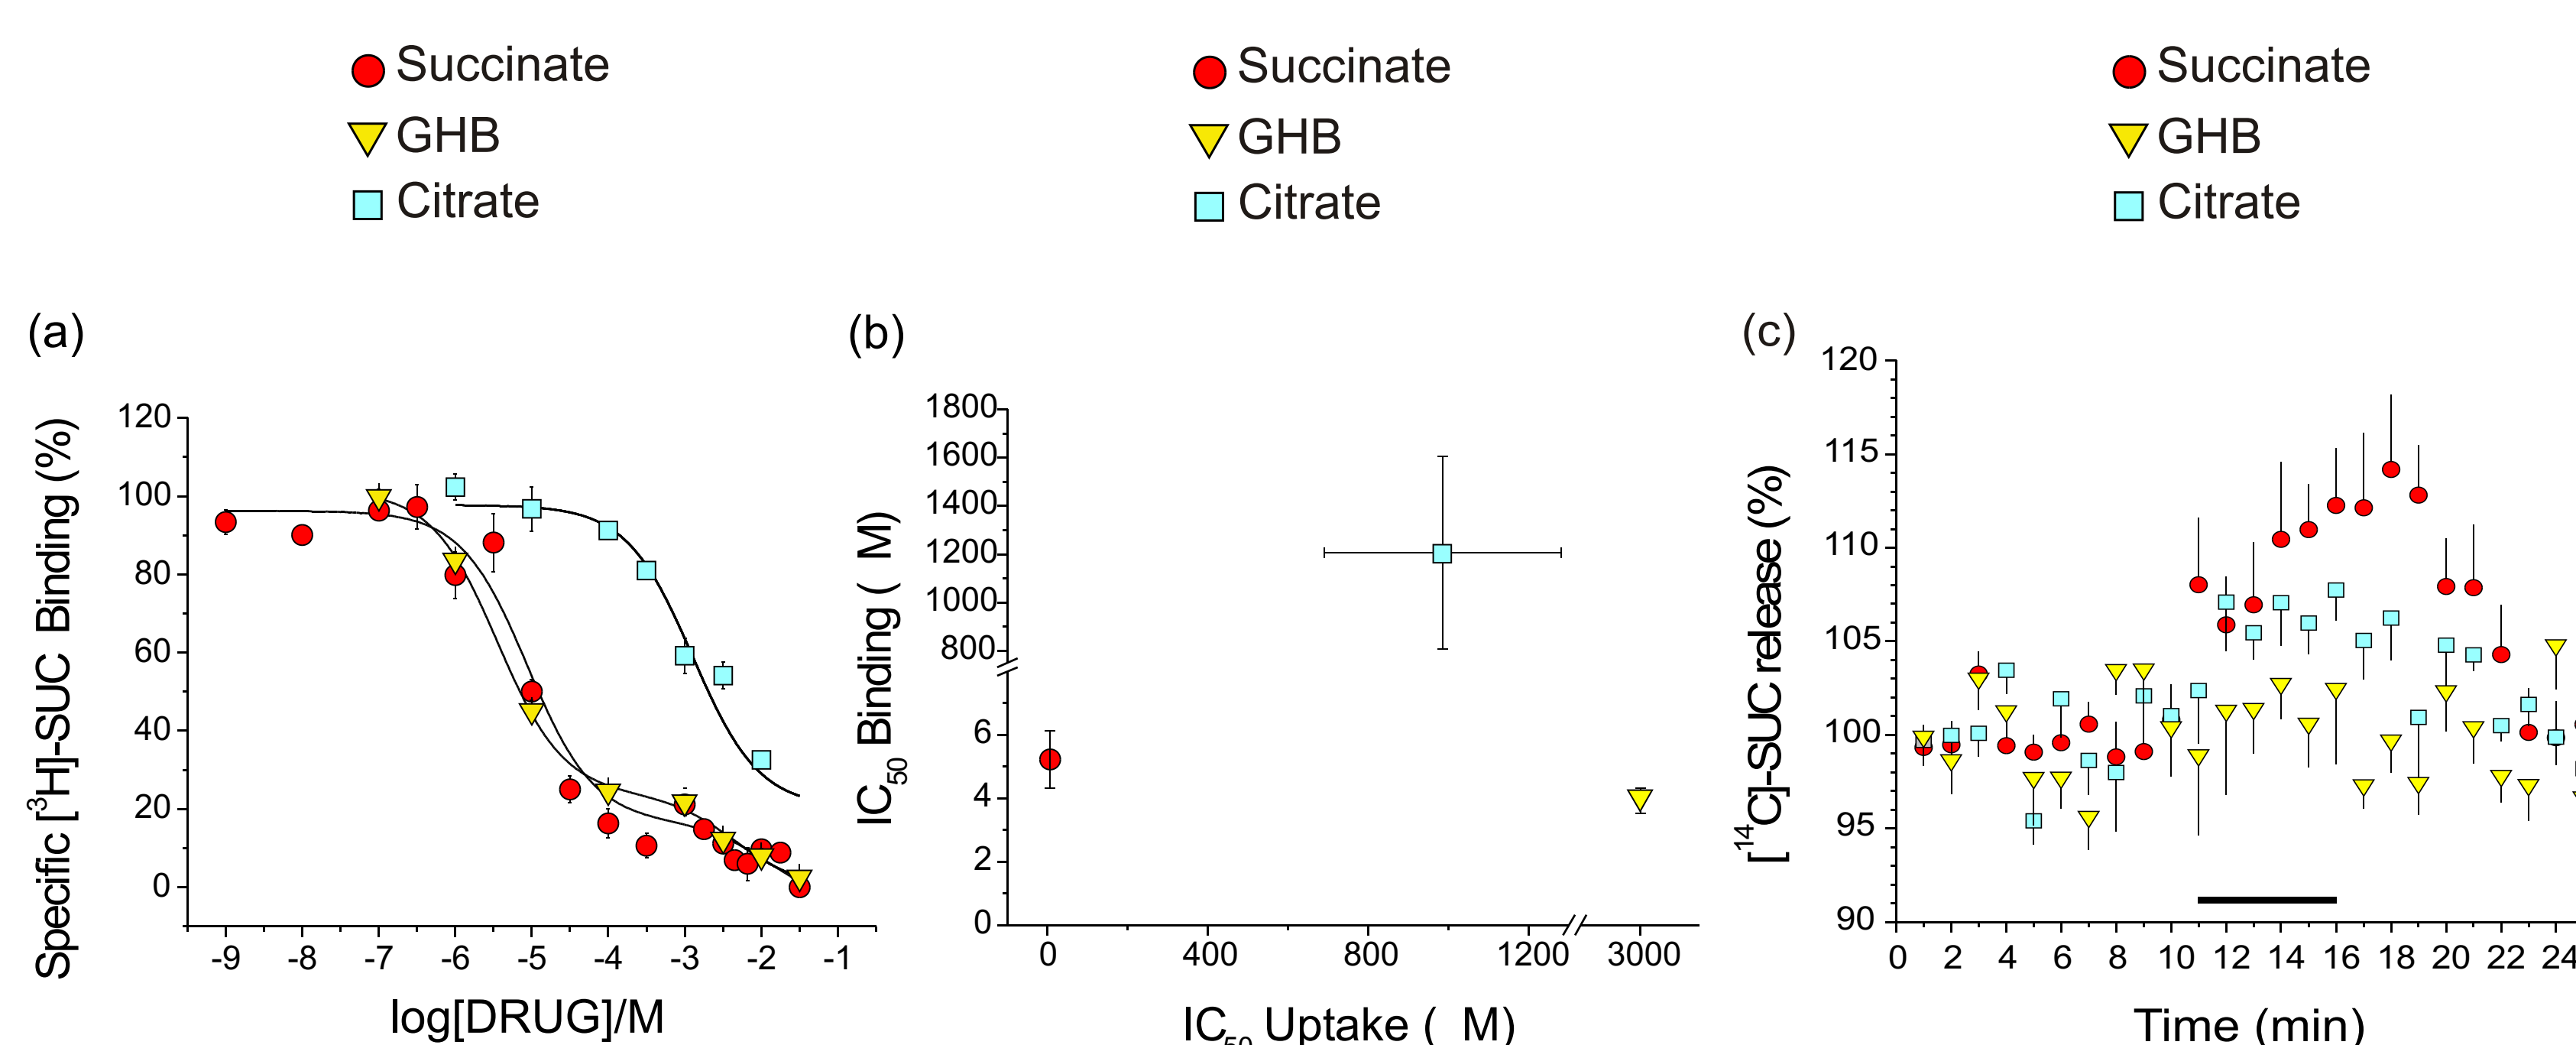 Succinate
GHB
Citrate
Succinate
GHB
Citrate
Succinate
GHB
Citrate
(a)
Specific [3H]-SUC Binding (%)
120
100
80
60
40
20
0
-9 -8 -7 -6 -5 -4 -3 -2 -1
log[DRUG]/M
(b)
IC50 Binding ( M)
1800
1600
1400
1200
1000
800
6
4
2
0
0 400 800 1200 3000
IC50 Uptake ( M)
(c)
[14C]-SUC release (%)
120
115
110
105
100
95
90
0 2 4 6 8 10 12 14 16 18 20 22 24
Time (min)